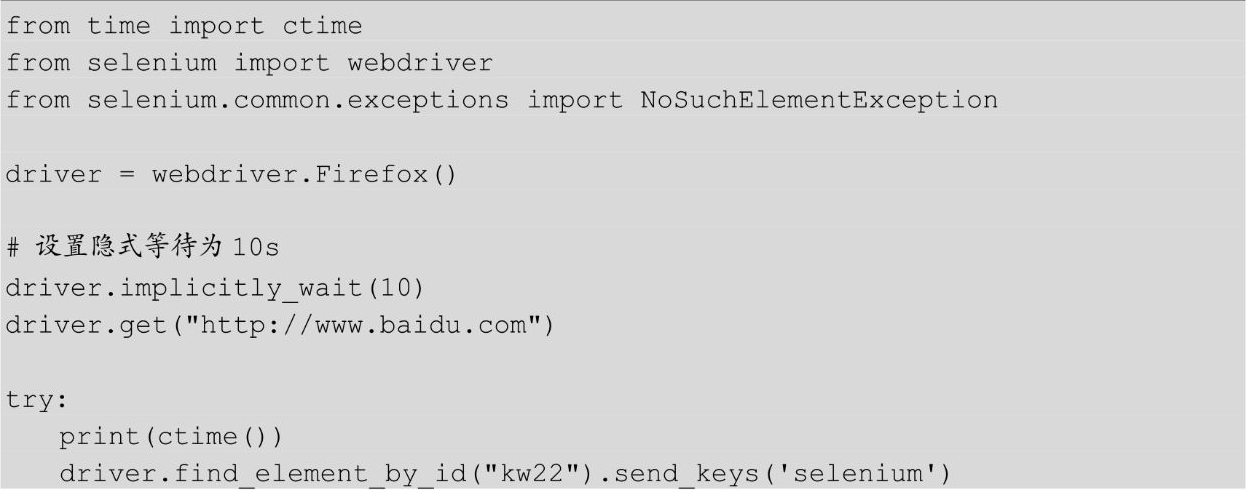 from time import ctime
from selenium import webdriver
from selenium.common.exceptions import NoSuchElementException
driver = webdriver.Firefox()
# 设置隐式等待为 10s
driver.implicitly_wait(10)
driver.get("http://www.baidu.com")
try:
    print(ctime())
    driver.find_element_by_id("kw22").send_keys('selenium')